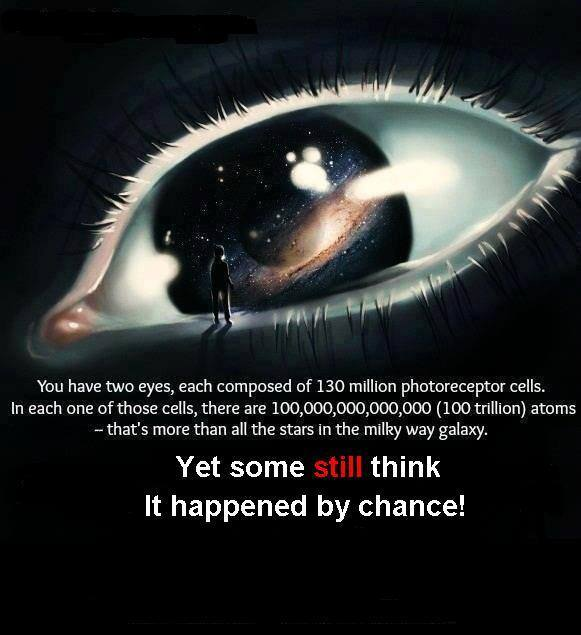 You have two eyes, each composed of 130 million photoreceptor cells.
In each one of those cells, there are 100,000,000,000,000 (100 trillion) atoms
– that's more than all the stars in the milky way galaxy.
Yet some still think
It happened by chance!